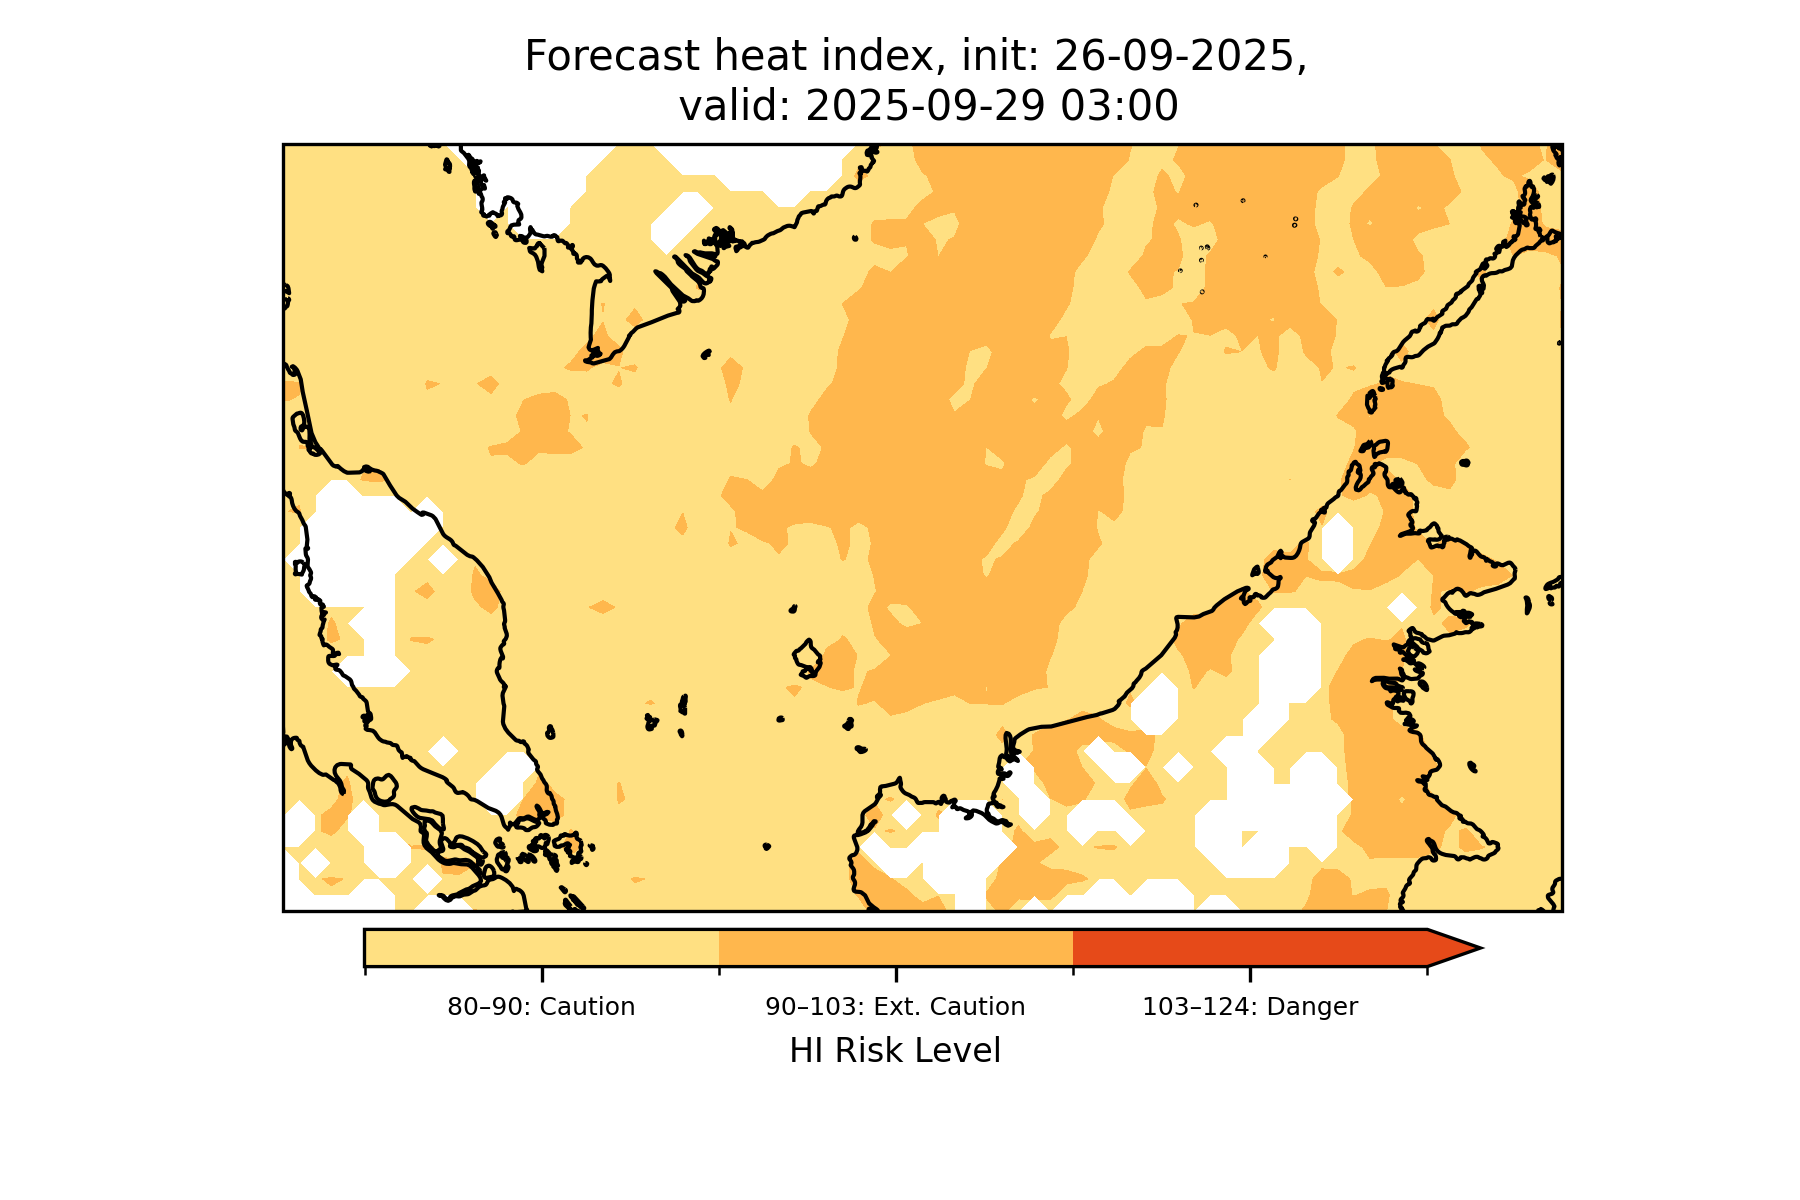 Forecast heat index, init: 26-09-2025,
valid: 2025-09-29 03:00
80–90: Caution
90–103: Ext. Caution
103–124: Danger
HI Risk Level